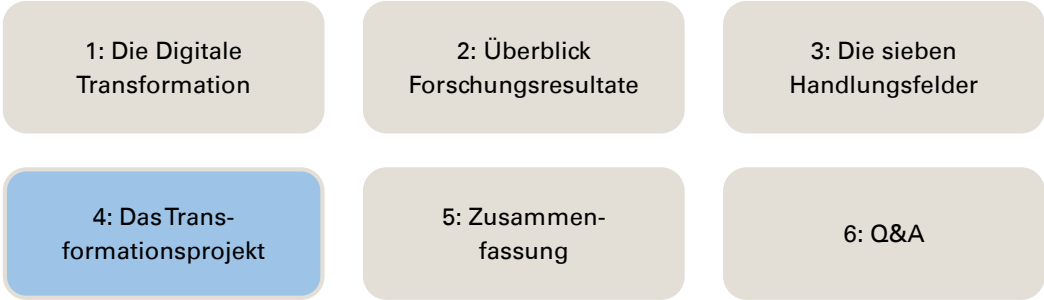 1: Die Digitale
Transformation
2: Überblick
Forschungsresultate
3: Die sieben
Handlungsfelder
4: Das Trans-
formationsprojekt
5: Zusammen-
fassung
6: Q&A